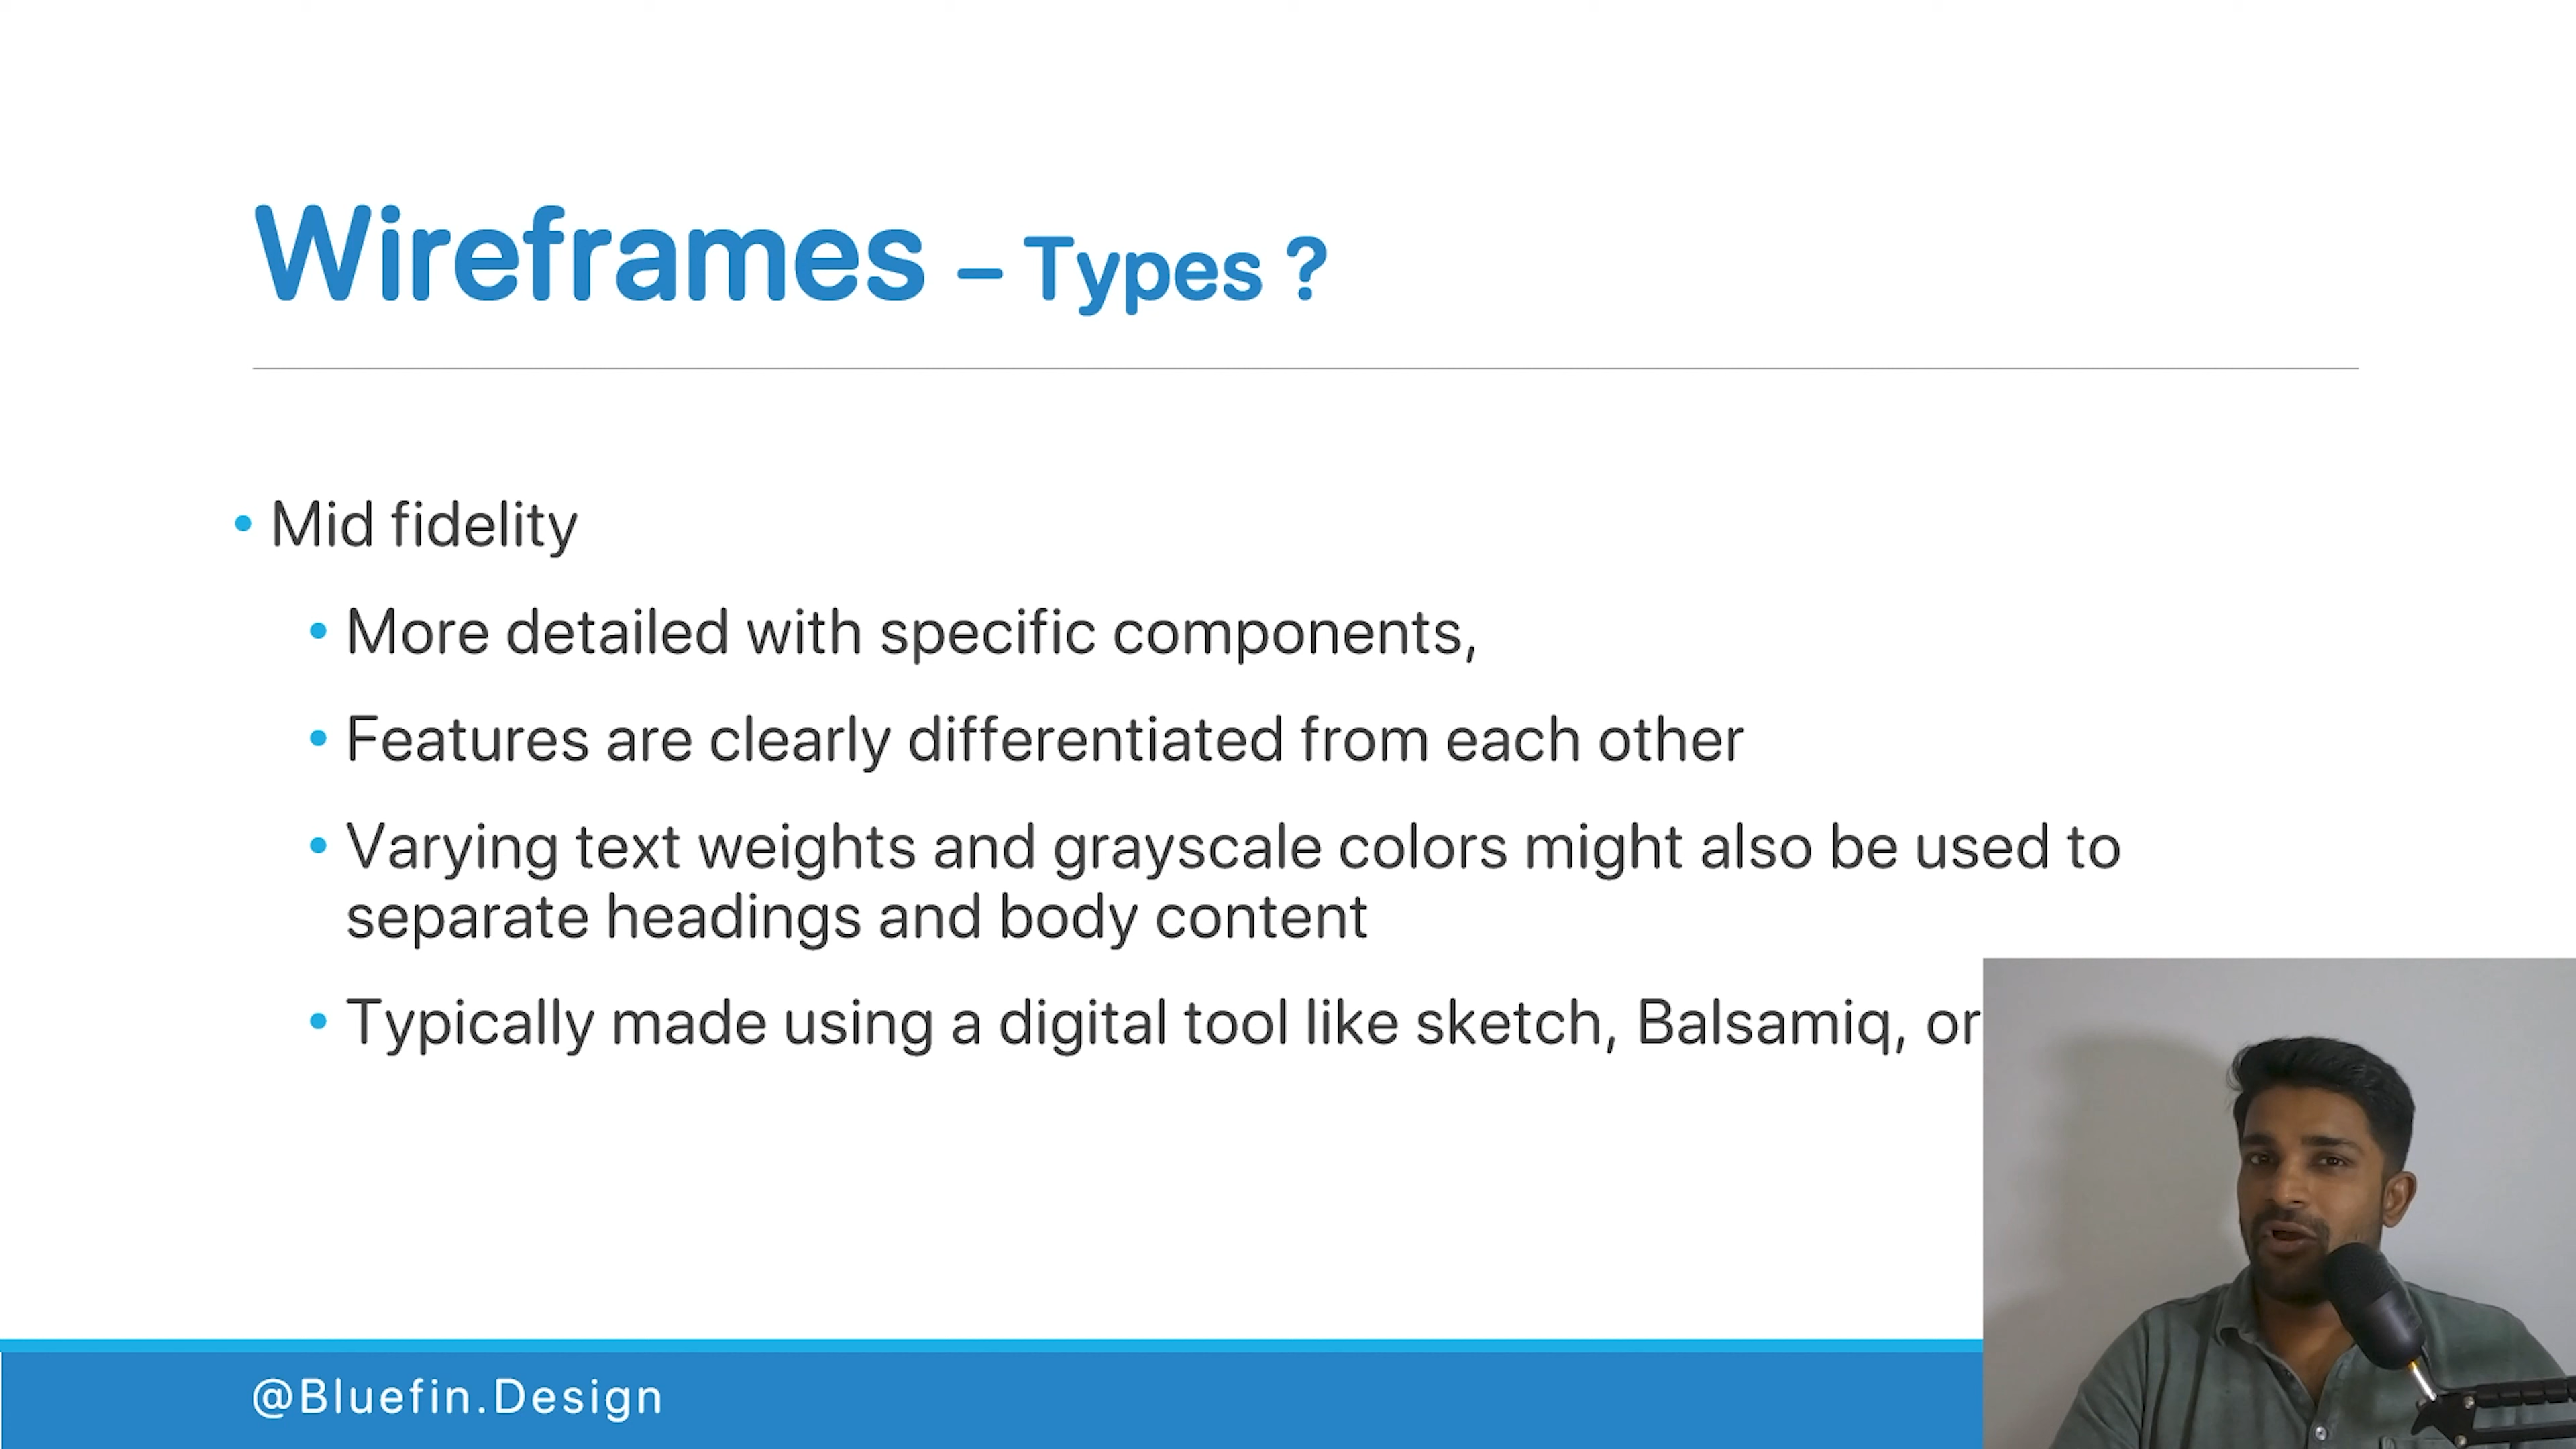 Wireframes – Types ?
• Mid fidelity
• More detailed with specific components,
• Features are clearly differentiated from each other
• Varying text weights and grayscale colors might also be used to
separate headings and body content
• Typically made using a digital tool like sketch, Balsamiq, or
@Bluefin.Design